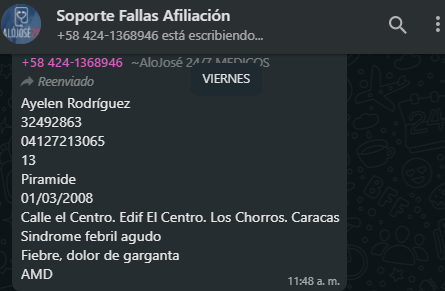 Soporte Fallas Afiliación
+58 424-1368946 está escribiendo...
+58 424-1368946 ~AloJosé 24/7 MEDICOS
VIERNES
Reenviado
Ayelen Rodríguez
32492863
04127213065
13
Piramide
01/03/2008
Calle el Centro. Edif El Centro. Los Chorros. Caracas
Sindrome febril agudo
Fiebre, dolor de garganta
AMD
11:48 a. m.